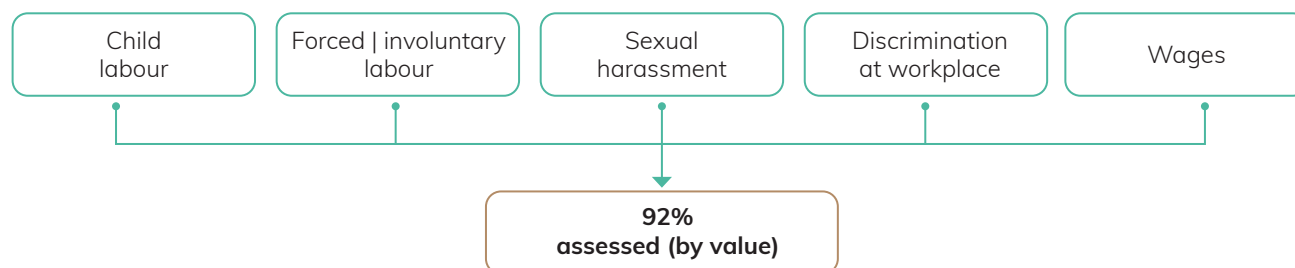 Child
labour
Forced | involuntary
labour
Sexual
harassment
Discrimination
at workplace
Wages
92%
assessed (by value)